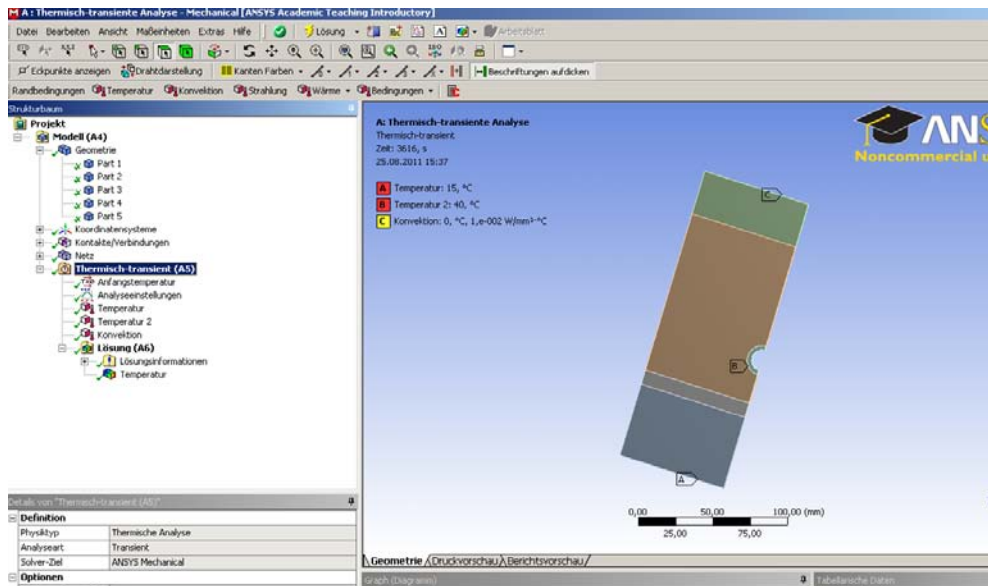 A : Thermisch-transiente Analyse - Mechanical [ANSYS Academic Teaching Introductory]
Datei Bearbeiten Ansicht Maßeinheiten Extras Hilfe Lösung Arbeitsblatt
Eckpunkte anzeigen Drahtdarstellung Kanten Farben Beschriftungen aufdicken
Randbedingungen Temperatur Konvektion Strahlung Wärme Bedingungen
Strukturbaum
Projekt
Modell (A4)
Geometrie
Part 1
Part 2
Part 3
Part 4
Part 5
Koordinatensysteme
Kontakte/Verbindungen
Netz
Thermisch-transient (A5)
Anfangstemperatur
Analyseeinstellungen
Temperatur
Temperatur 2
Konvektion
Lösung (A6)
Lösungsinformationen
Temperatur
Details von "Thermisch-transient (A5)"
Definition
Physiktyp Thermische Analyse
Analyseart Transient
Solver-Ziel ANSYS Mechanical
Optionen
A: Thermisch-transiente Analyse
Thermisch-transient
Zeit: 3616, s
25.08.2011 15:37
A Temperatur: 15, °C
B Temperatur 2: 40, °C
C Konvektion: 0, °C, 1,e-002 W/mm²·°C
ANS
Noncommercial u
C
B
A
0,00 50,00 100,00 (mm)
25,00 75,00
Geometrie Druckvorschau Berichtsvorschau
Graph (Diagramm) Tabellarische Daten